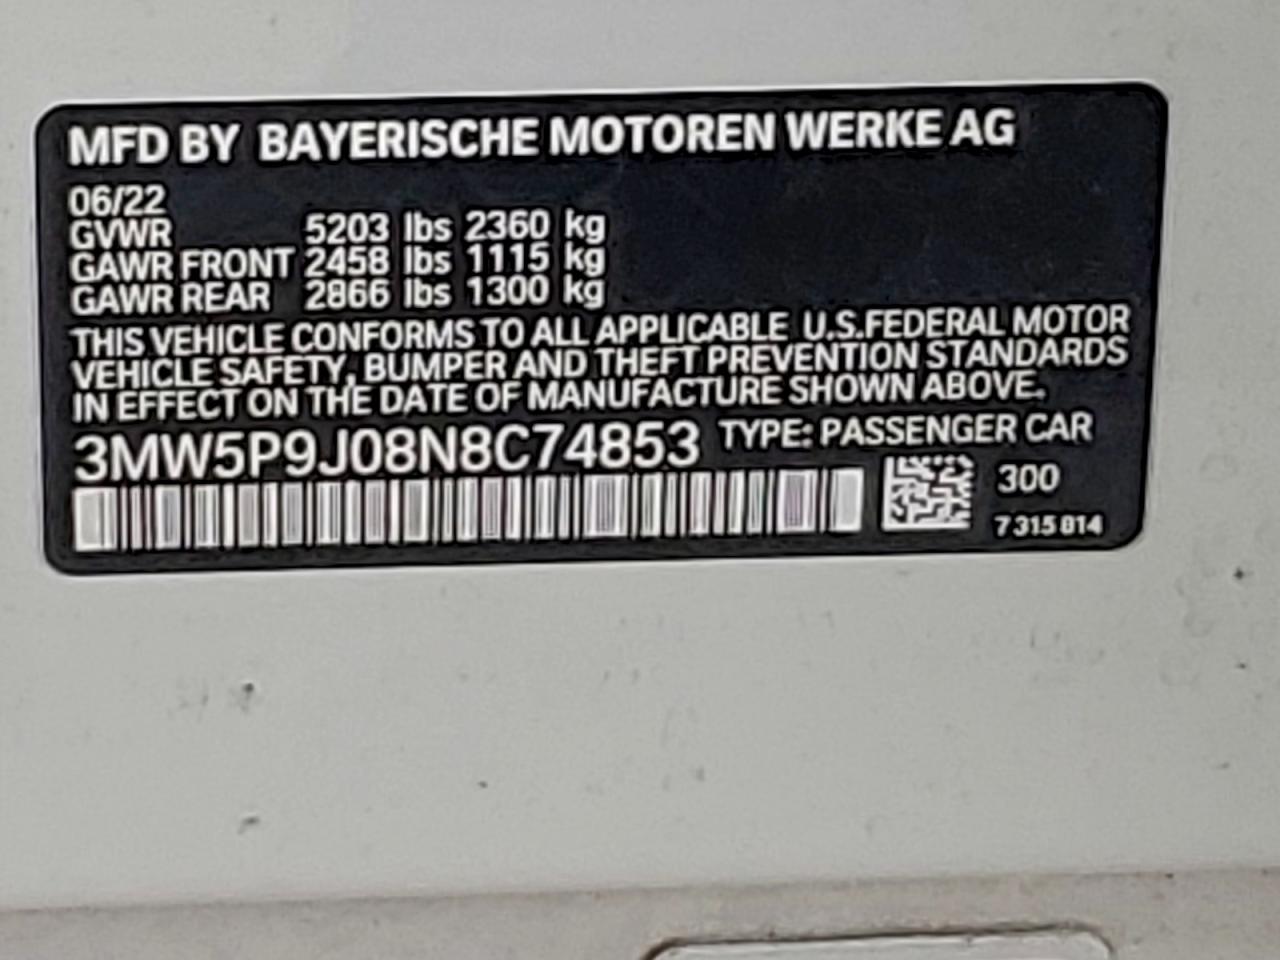 MFD BY BAYERISCHE MOTOREN WERKE AG
06/22
GVWR 5203 lbs 2360 kg
GAWR FRONT 2458 lbs 1115 kg
GAWR REAR 2866 lbs 1300 kg
THIS VEHICLE CONFORMS TO ALL APPLICABLE U.S.FEDERAL MOTOR
VEHICLE SAFETY, BUMPER AND THEFT PREVENTION STANDARDS
IN EFFECT ON THE DATE OF MANUFACTURE SHOWN ABOVE.
3MW5P9J08N8C74853 TYPE: PASSENGER CAR
300
7 315 014